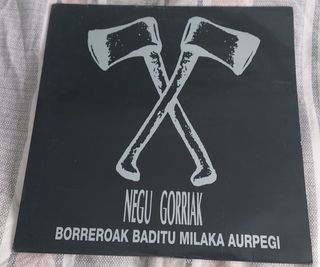 NEGU GORRIAK
BORREROAK BADITU MILAKA AURPEGI